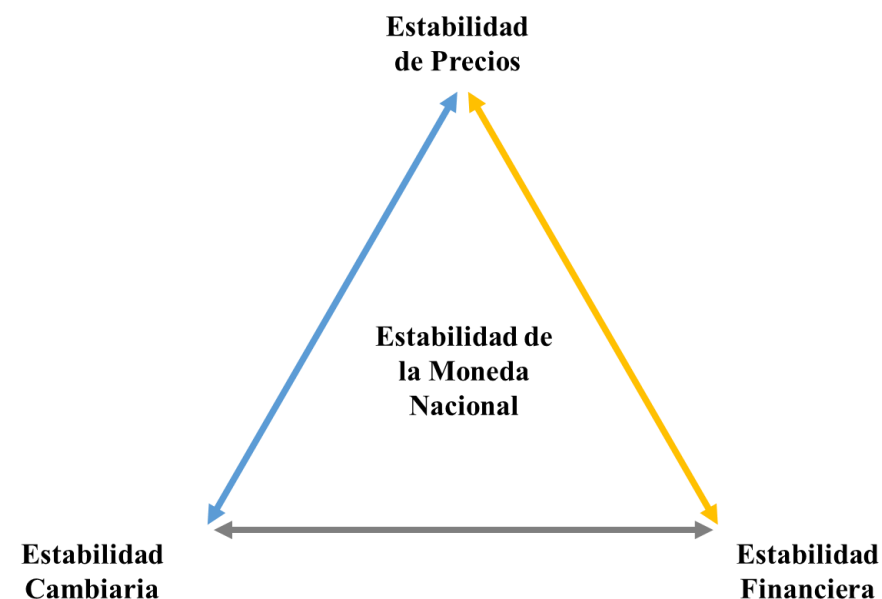 Estabilidad
de Precios
Estabilidad de
la Moneda
Nacional
Estabilidad
Cambiaria
Estabilidad
Financiera